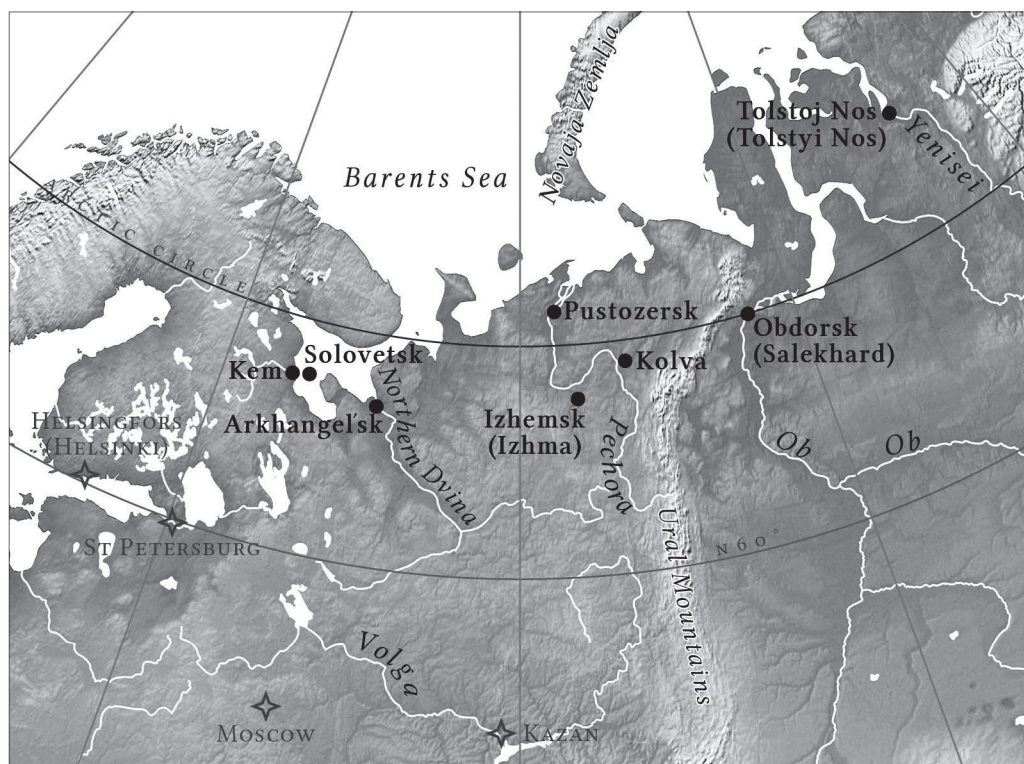 Novaja Zemlja
Tolstoj Nos
(Tolstyi Nos)
Yenisei
Barents Sea
ARCTIC CIRCLE
Pustozersk
Obdorsk
(Salekhard)
Solovetsk
Kem
Kolva
Northern Dvina
Arkhangel'sk
Izhemsk
(Izhma)
Pechora
Helsingfors
(Helsinki)
Ob
Ob
St Petersburg
N60°
Ural Mountains
Volga
Moscow
Kazan